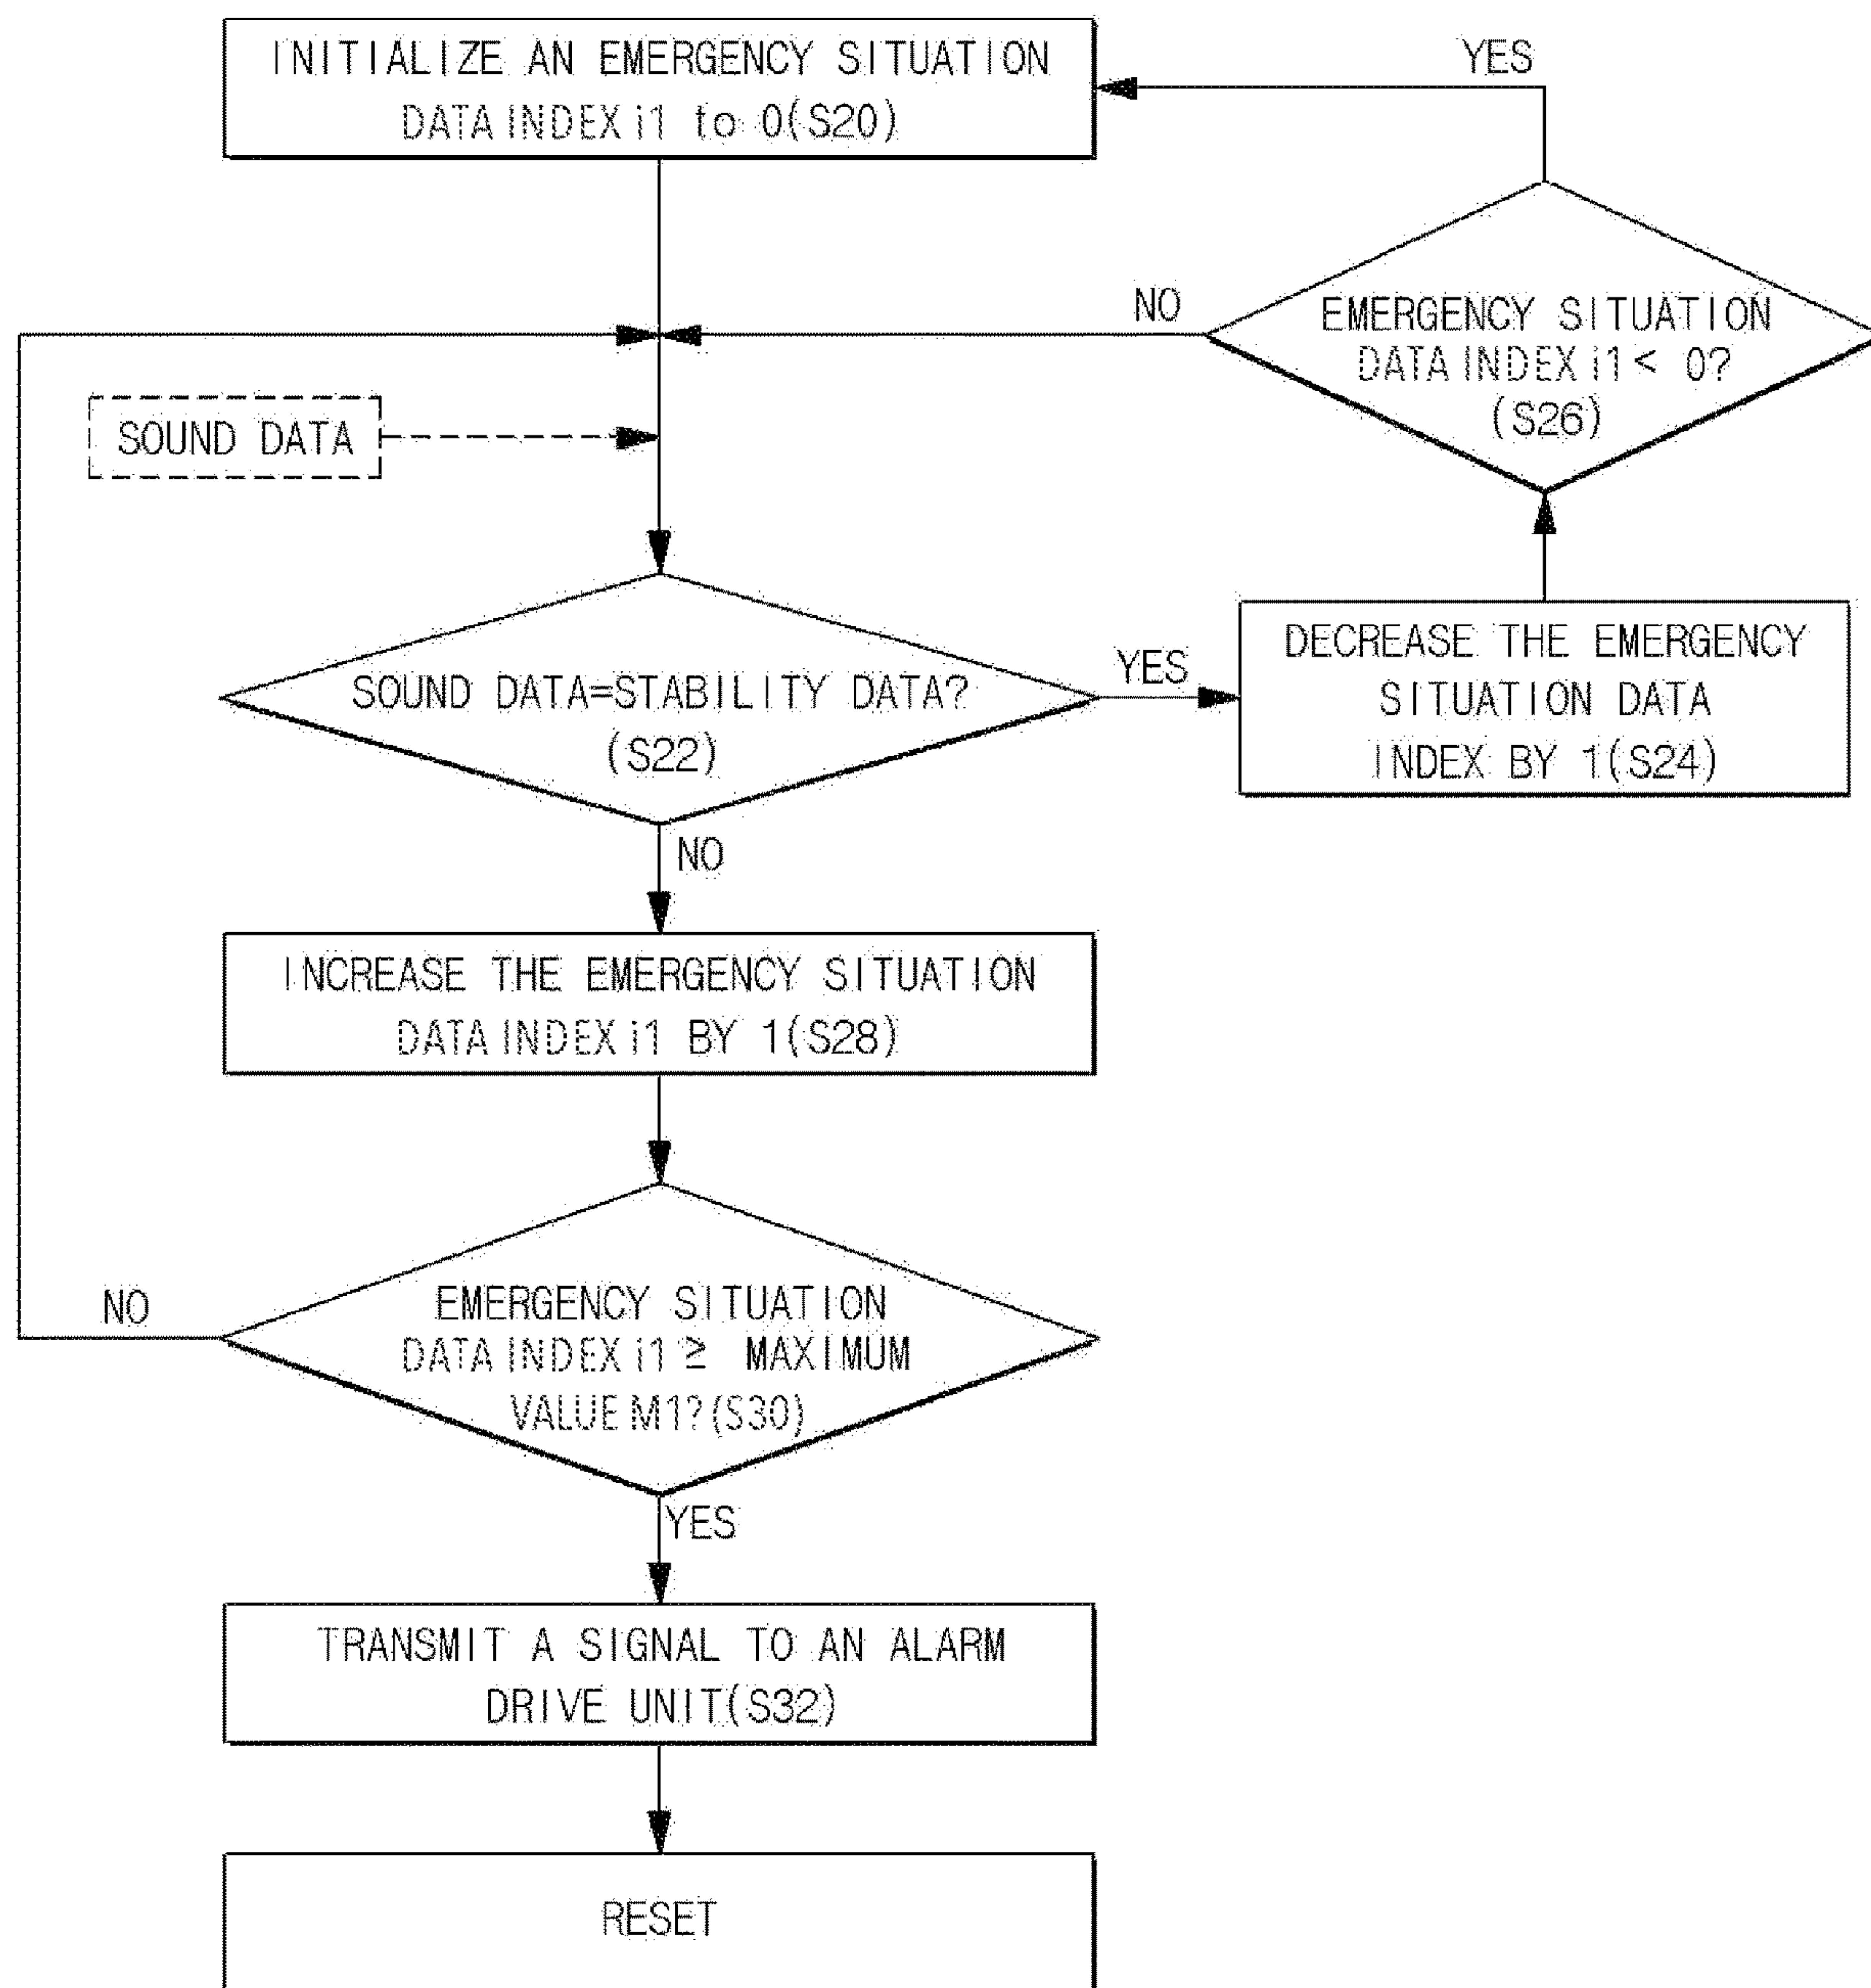 INITIALIZE AN EMERGENCY SITUATION
DATA INDEX i1 to 0(S20)
YES
EMERGENCY SITUATION
DATA INDEX i1 < 0?
(S26)
NO
SOUND DATA
SOUND DATA=STABILITY DATA?
(S22)
YES
DECREASE THE EMERGENCY
SITUATION DATA
INDEX BY 1(S24)
NO
INCREASE THE EMERGENCY SITUATION
DATA INDEX i1 BY 1(S28)
EMERGENCY SITUATION
DATA INDEX i1 ≥ MAXIMUM
VALUE M1?(S30)
NO
YES
TRANSMIT A SIGNAL TO AN ALARM
DRIVE UNIT(S32)
RESET